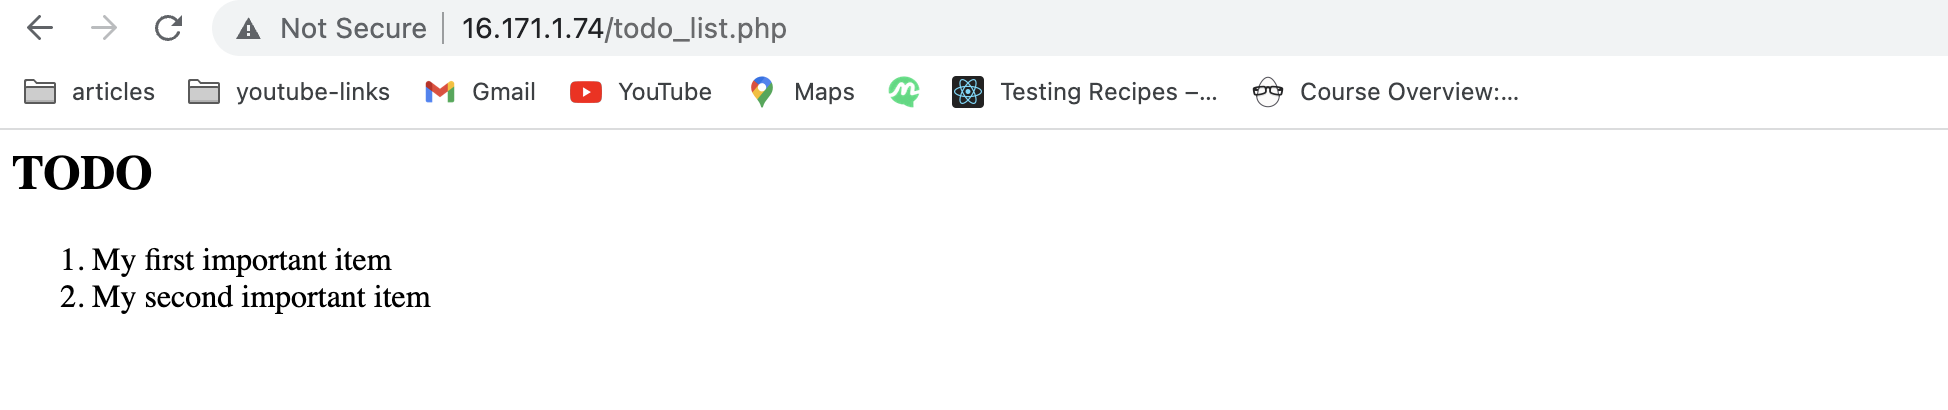 Not Secure | 16.171.1.74/todo_list.php
articles youtube-links Gmail YouTube Maps Testing Recipes –... Course Overview:...
TODO
1. My first important item
2. My second important item